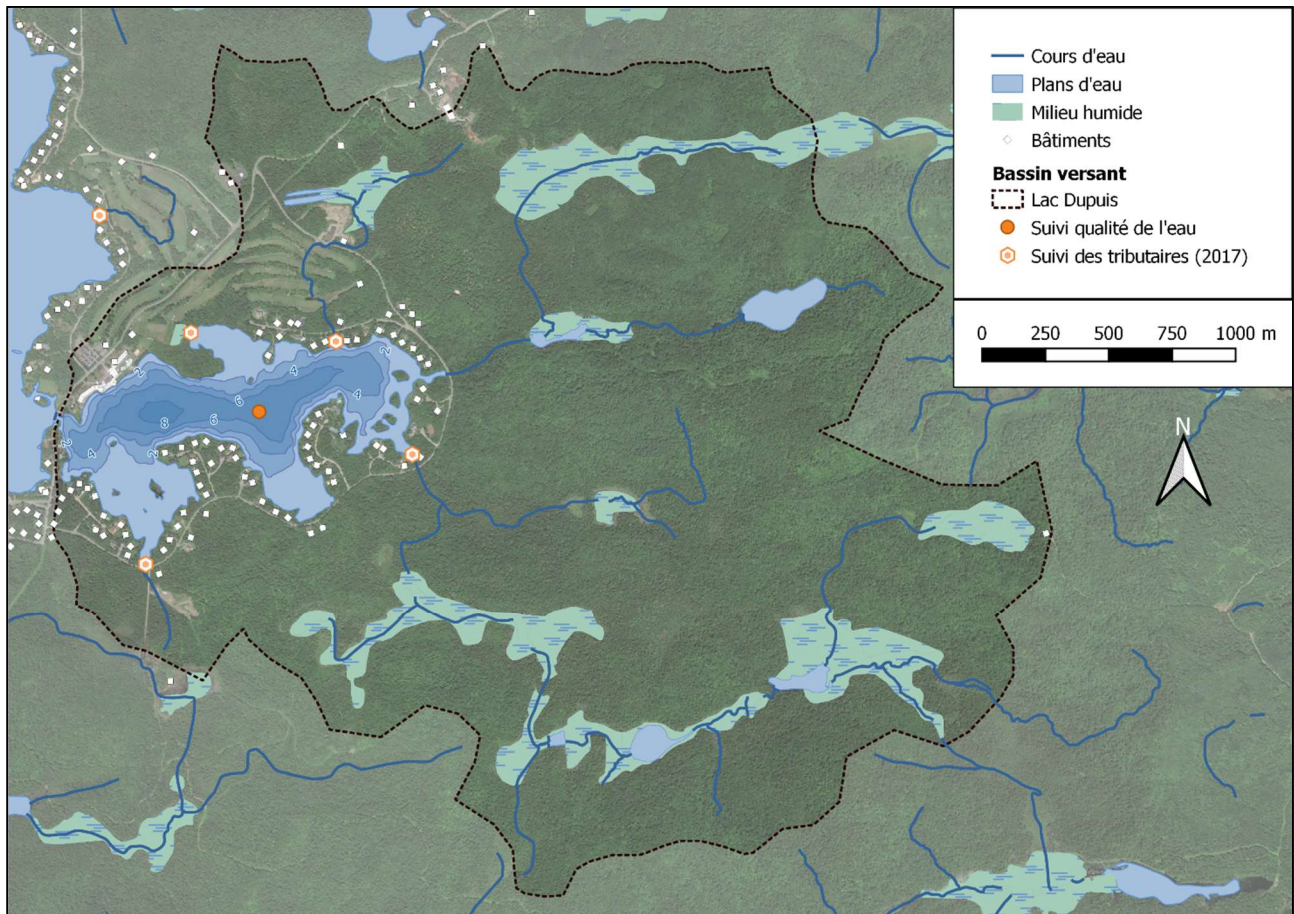 Cours d'eau
Plans d'eau
Milieu humide
Bâtiments
Bassin versant
Lac Dupuis
Suivi qualité de l'eau
Suivi des tributaires (2017)
0 250 500 750 1000 m
N
2
4
2
2
6
4
8
6
2
4
2